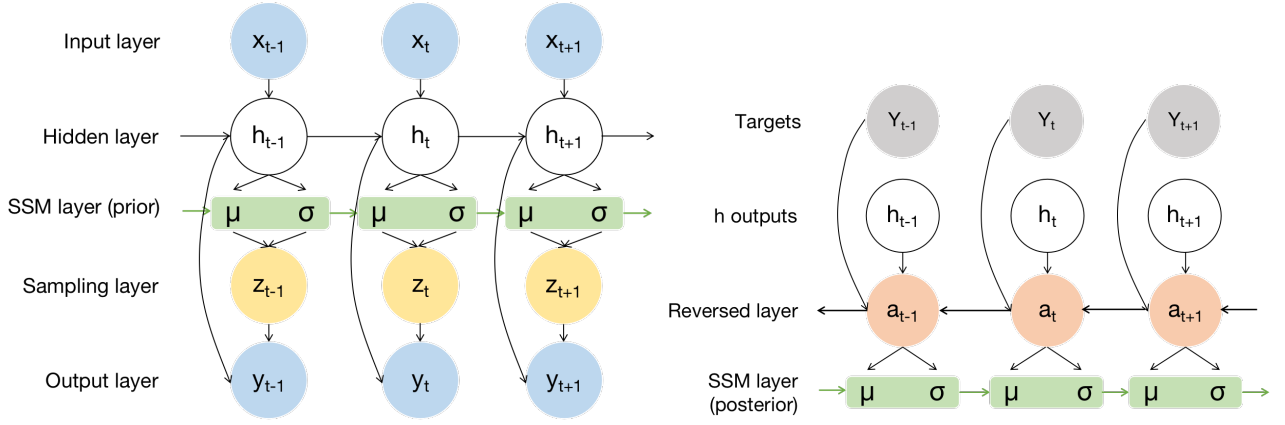 Input layer
x_{t-1} x_t x_{t+1}
Hidden layer
h_{t-1} h_t h_{t+1}
SSM layer (prior)
μ σ μ σ μ σ
Sampling layer
z_{t-1} z_t z_{t+1}
Output layer
y_{t-1} y_t y_{t+1}
Targets
Y_{t-1} Y_t Y_{t+1}
h outputs
h_{t-1} h_t h_{t+1}
Reversed layer
a_{t-1} a_t a_{t+1}
SSM layer
(posterior)
μ σ μ σ μ σ